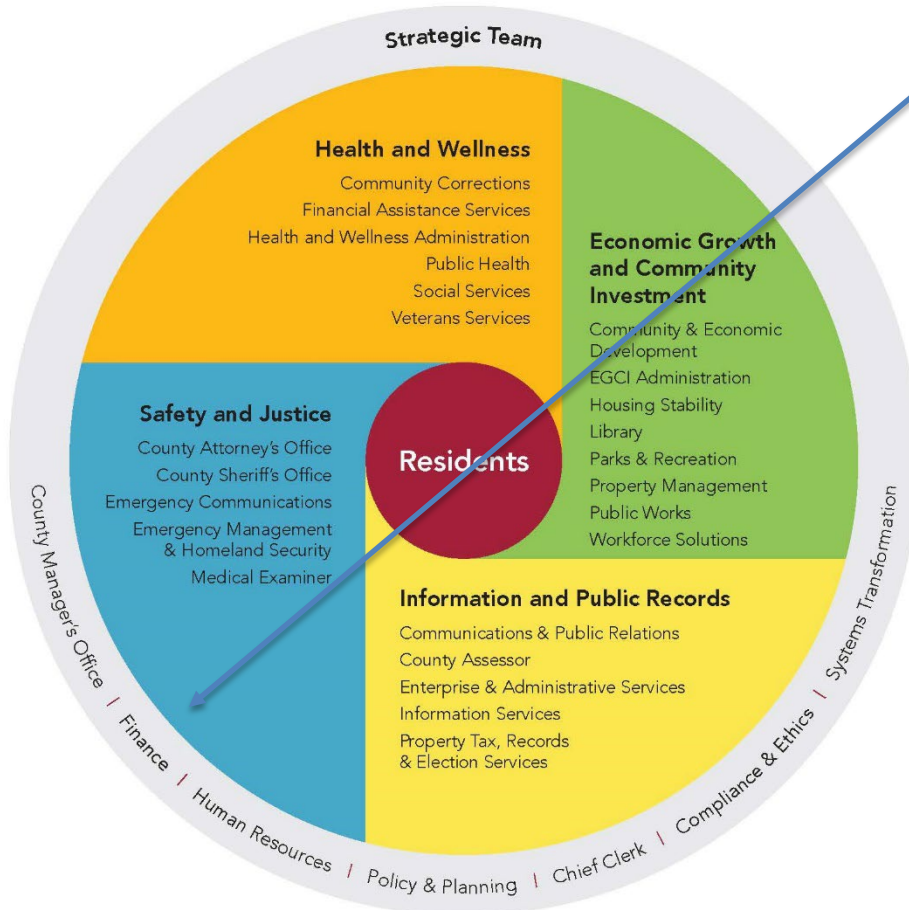 Strategic Team
Health and Wellness
Community Corrections
Financial Assistance Services
Health and Wellness Administration
Public Health
Social Services
Veterans Services
Economic Growth
and Community
Investment
Community & Economic
Development
EGCI Administration
Housing Stability
Library
Parks & Recreation
Property Management
Public Works
Workforce Solutions
Safety and Justice
County Attorney's Office
County Sheriff's Office
Emergency Communications
Emergency Management
& Homeland Security
Medical Examiner
Residents
Information and Public Records
Communications & Public Relations
County Assessor
Enterprise & Administrative Services
Information Services
Property Tax, Records
& Election Services
County Manager's Office | Finance | Human Resources | Policy & Planning | Chief Clerk | Compliance & Ethics | Systems Transformation